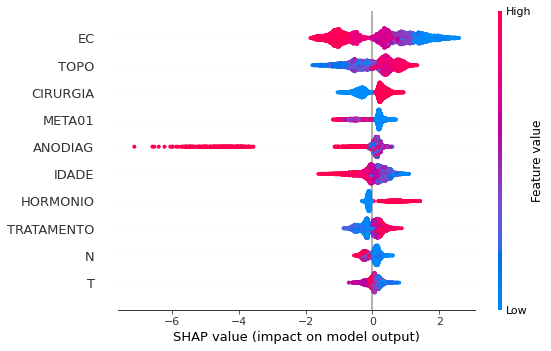 High
EC
TOPO
CIRURGIA
META01
ANODIAG
IDADE
HORMONIO
TRATAMENTO
N
T
Feature value
Low
−6 −4 −2 0 2
SHAP value (impact on model output)